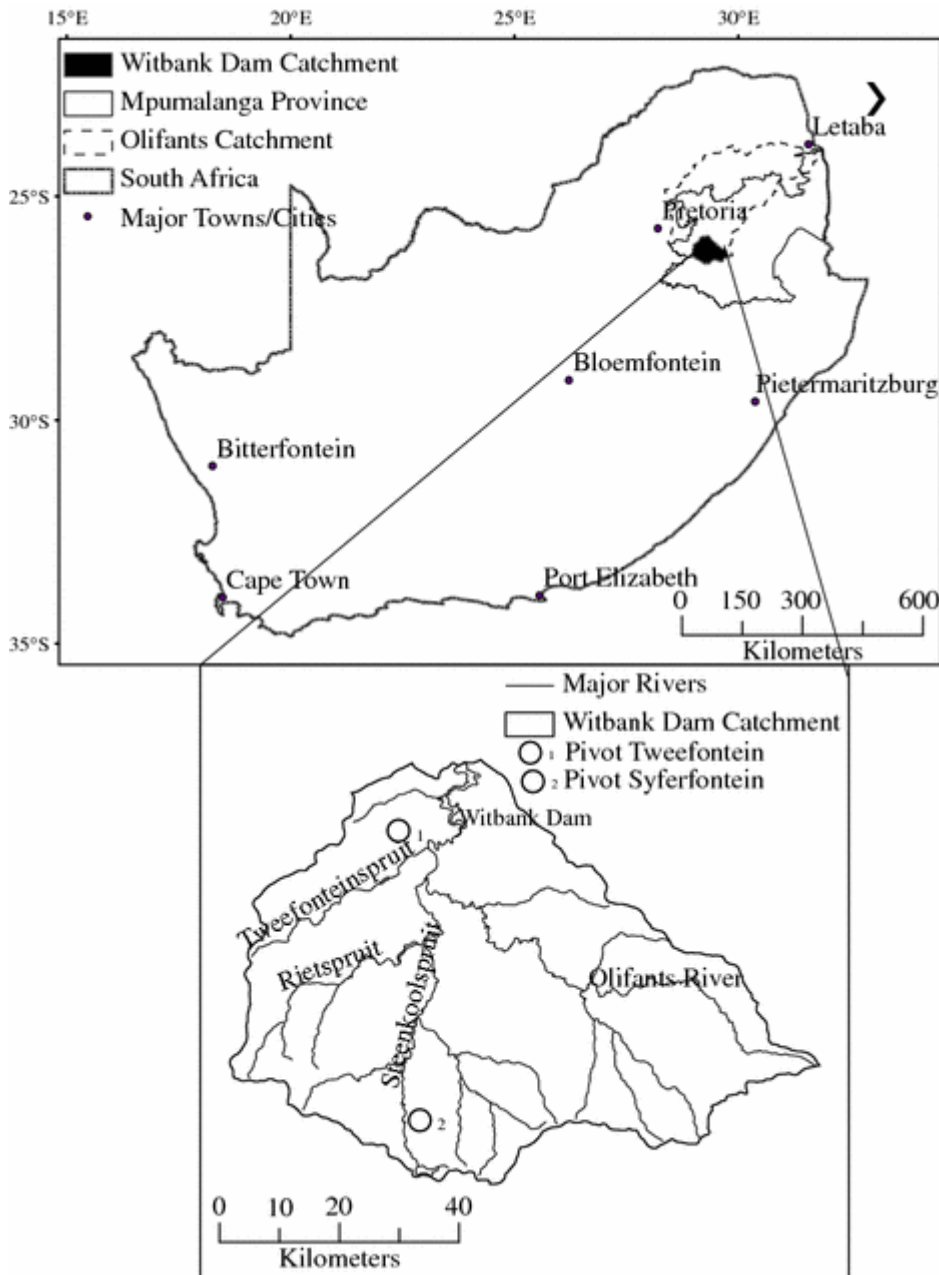 15°E 20°E 25°E 30°E
Witbank Dam Catchment
Mpumalanga Province
Olifants Catchment
South Africa
Major Towns/Cities
Letaba
25°S
Pretoria
Bloemfontein
Pietermaritzburg
30°S
Bitterfontein
Cape Town
Port Elizabeth
0 150 300 600
Kilometers
35°S
Major Rivers
Witbank Dam Catchment
1 Pivot Tweefontein
2 Pivot Syferfontein
Witbank Dam
1
Tweefonteinspruit
Rietspruit
Steenkoolspruit
Olifants River
2
0 10 20 40
Kilometers